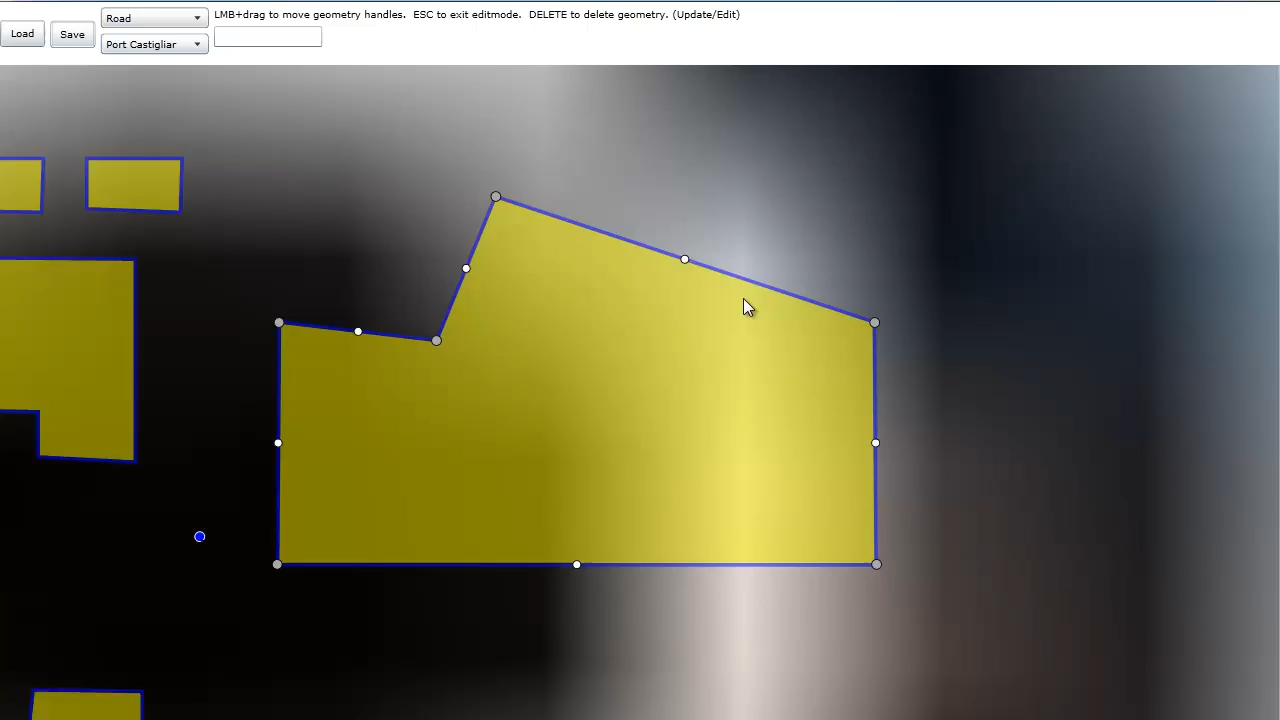 Load
Save
Road
Port Castigliar
LMB+drag to move geometry handles.  ESC to exit editmode.  DELETE to delete geometry. (Update/Edit)